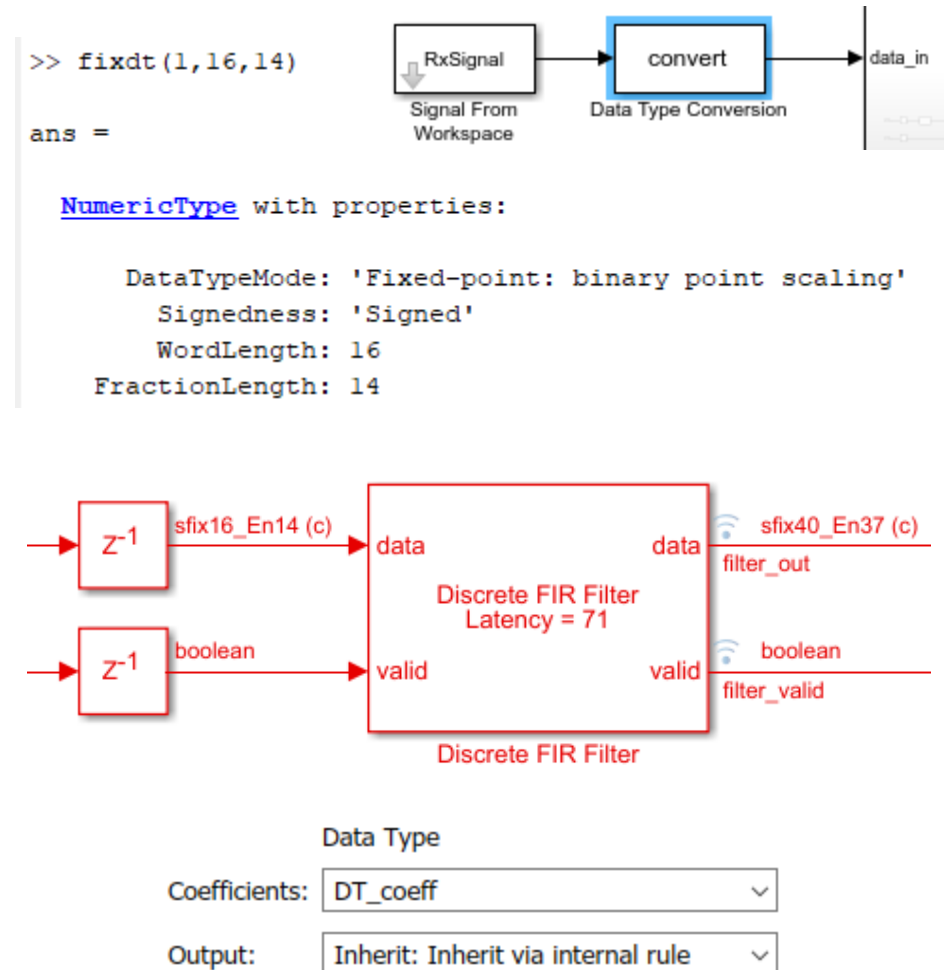 >> fixdt(1,16,14)
ans =
NumericType with properties:
DataTypeMode: 'Fixed-point: binary point scaling'
Signedness: 'Signed'
WordLength: 16
FractionLength: 14
RxSignal
Signal From
Workspace
convert
Data Type Conversion
data_in
Z-1
sfix16_En14 (c)
data
data
sfix40_En37 (c)
filter_out
Discrete FIR Filter
Latency = 71
Z-1
boolean
valid
valid
boolean
filter_valid
Discrete FIR Filter
Data Type
Coefficients: DT_coeff
Output: Inherit: Inherit via internal rule